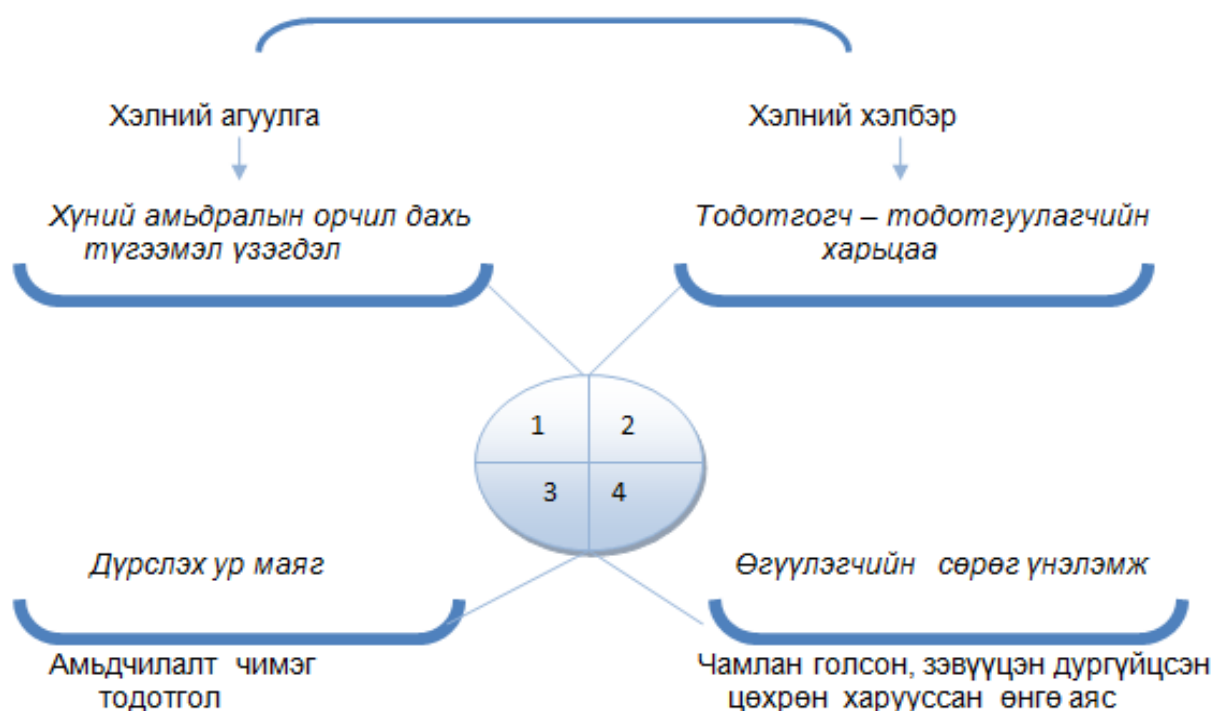 Хэлний агуулга
Хэлний хэлбэр
Хүний амьдралын орчил дахь
түгээмэл үзэгдэл
Тодотгогч – тодотгуулагчийн
харьцаа
1
2
3
4
Дүрслэх ур маяг
Өгүүлэгчийн сөрөг үнэлэмж
Амьдчилалт чимэг
тодотгол
Чамлан голсон, зэвүүцэн дургүйцсэн
цөхрөн харууссан өнгө аяс